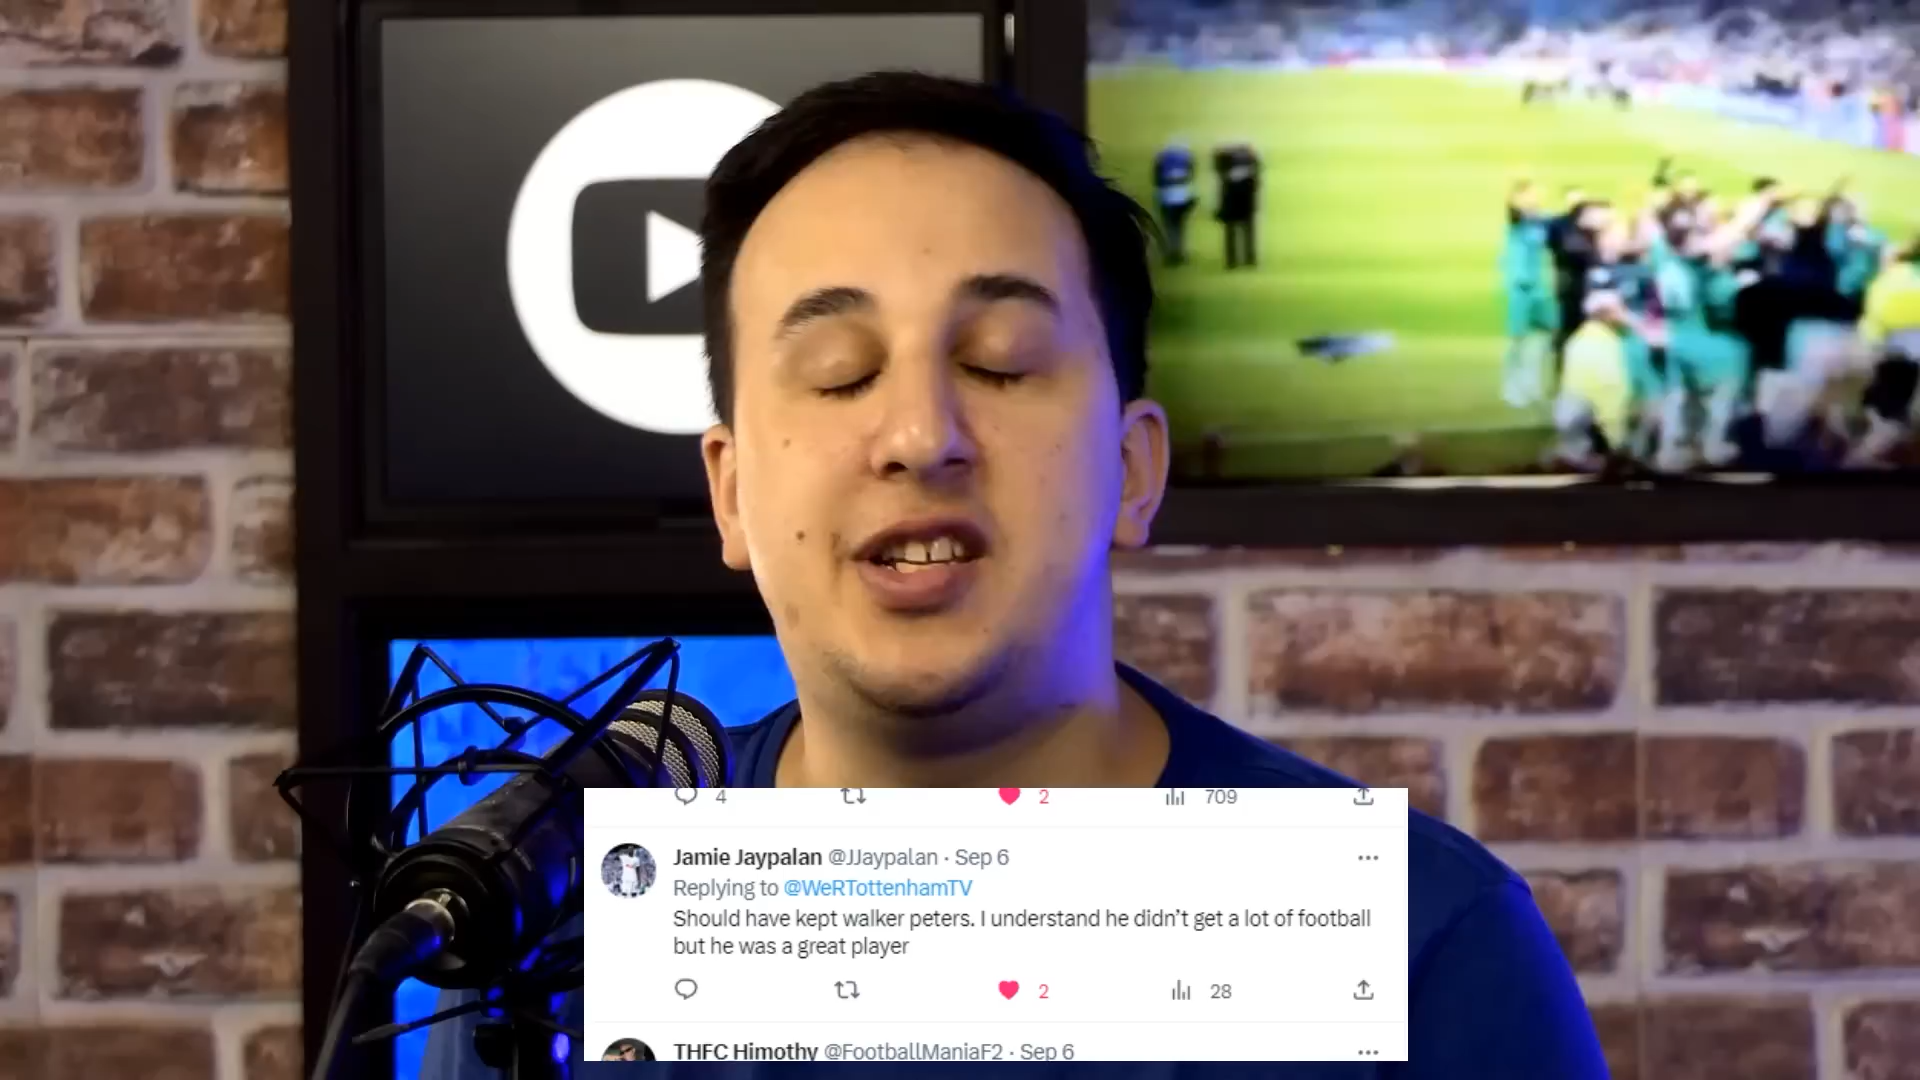 4 2 709
Jamie Jaypalan @JJaypalan · Sep 6
Replying to @WeRTottenhamTV
Should have kept walker peters. I understand he didn't get a lot of football
but he was a great player
2 28
THFC Himothy @FootballManiaF2 · Sep 6